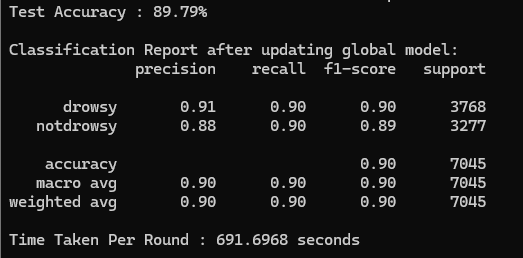 Test Accuracy : 89.79%
Classification Report after updating global model:
precision recall f1-score support
drowsy 0.91 0.90 0.90 3768
notdrowsy 0.88 0.90 0.89 3277
accuracy 0.90 7045
macro avg 0.90 0.90 0.90 7045
weighted avg 0.90 0.90 0.90 7045
Time Taken Per Round : 691.6968 seconds